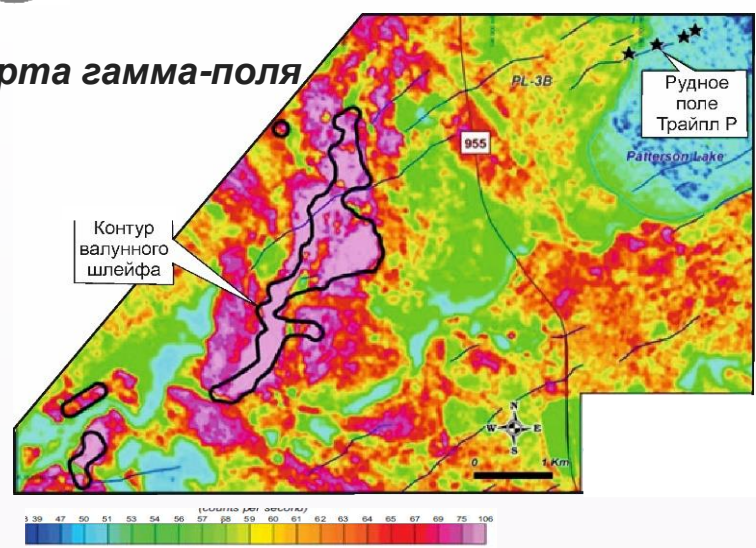 рта гамма-поля
PL-3B
Рудное
поле
Трайпл Р
955
Patterson Lake
Контур
валунного
шлейфа
N
W E
S
0 1 Km
(counts per second)
39 47 50 51 53 54 56 57 58 59 60 61 62 63 64 65 67 69 75 106